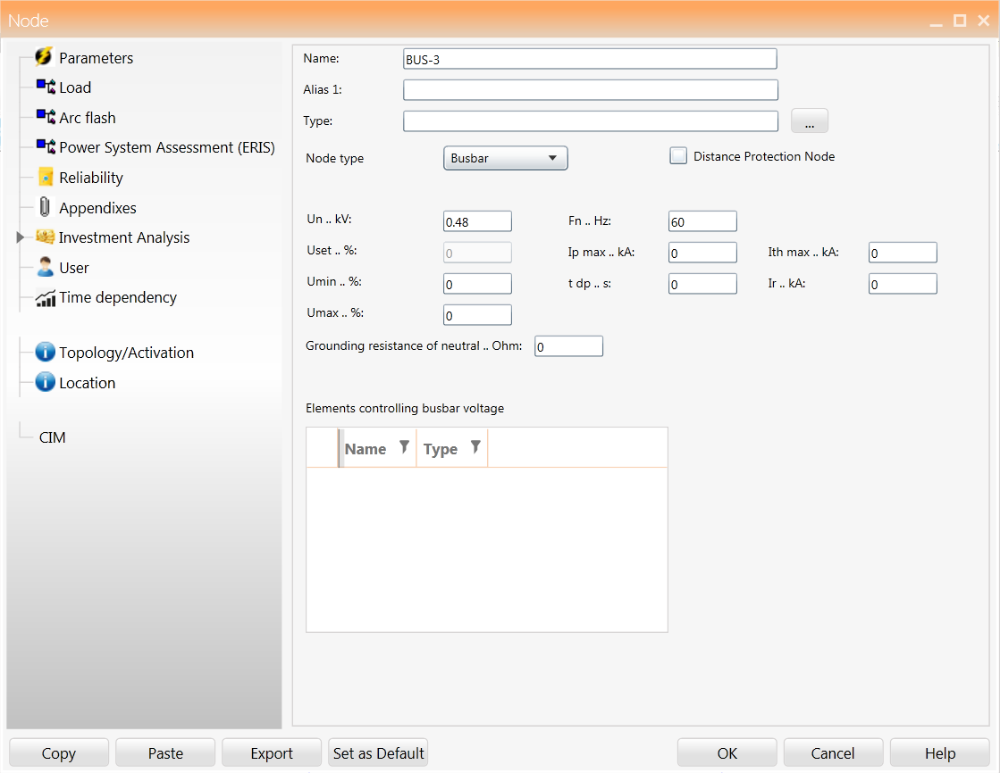 Node
Parameters
Load
Arc flash
Power System Assessment (ERIS)
Reliability
Appendixes
Investment Analysis
User
Time dependency
Topology/Activation
Location
CIM
Name: BUS-3
Alias 1:
Type: ...
Node type Busbar Distance Protection Node
Un .. kV: 0.48 Fn .. Hz: 60
Uset .. %: 0 Ip max .. kA: 0 Ith max .. kA: 0
Umin .. %: 0 t dp .. s: 0 Ir .. kA: 0
Umax .. %: 0
Grounding resistance of neutral .. Ohm: 0
Elements controlling busbar voltage
Name Type
Copy Paste Export Set as Default OK Cancel Help